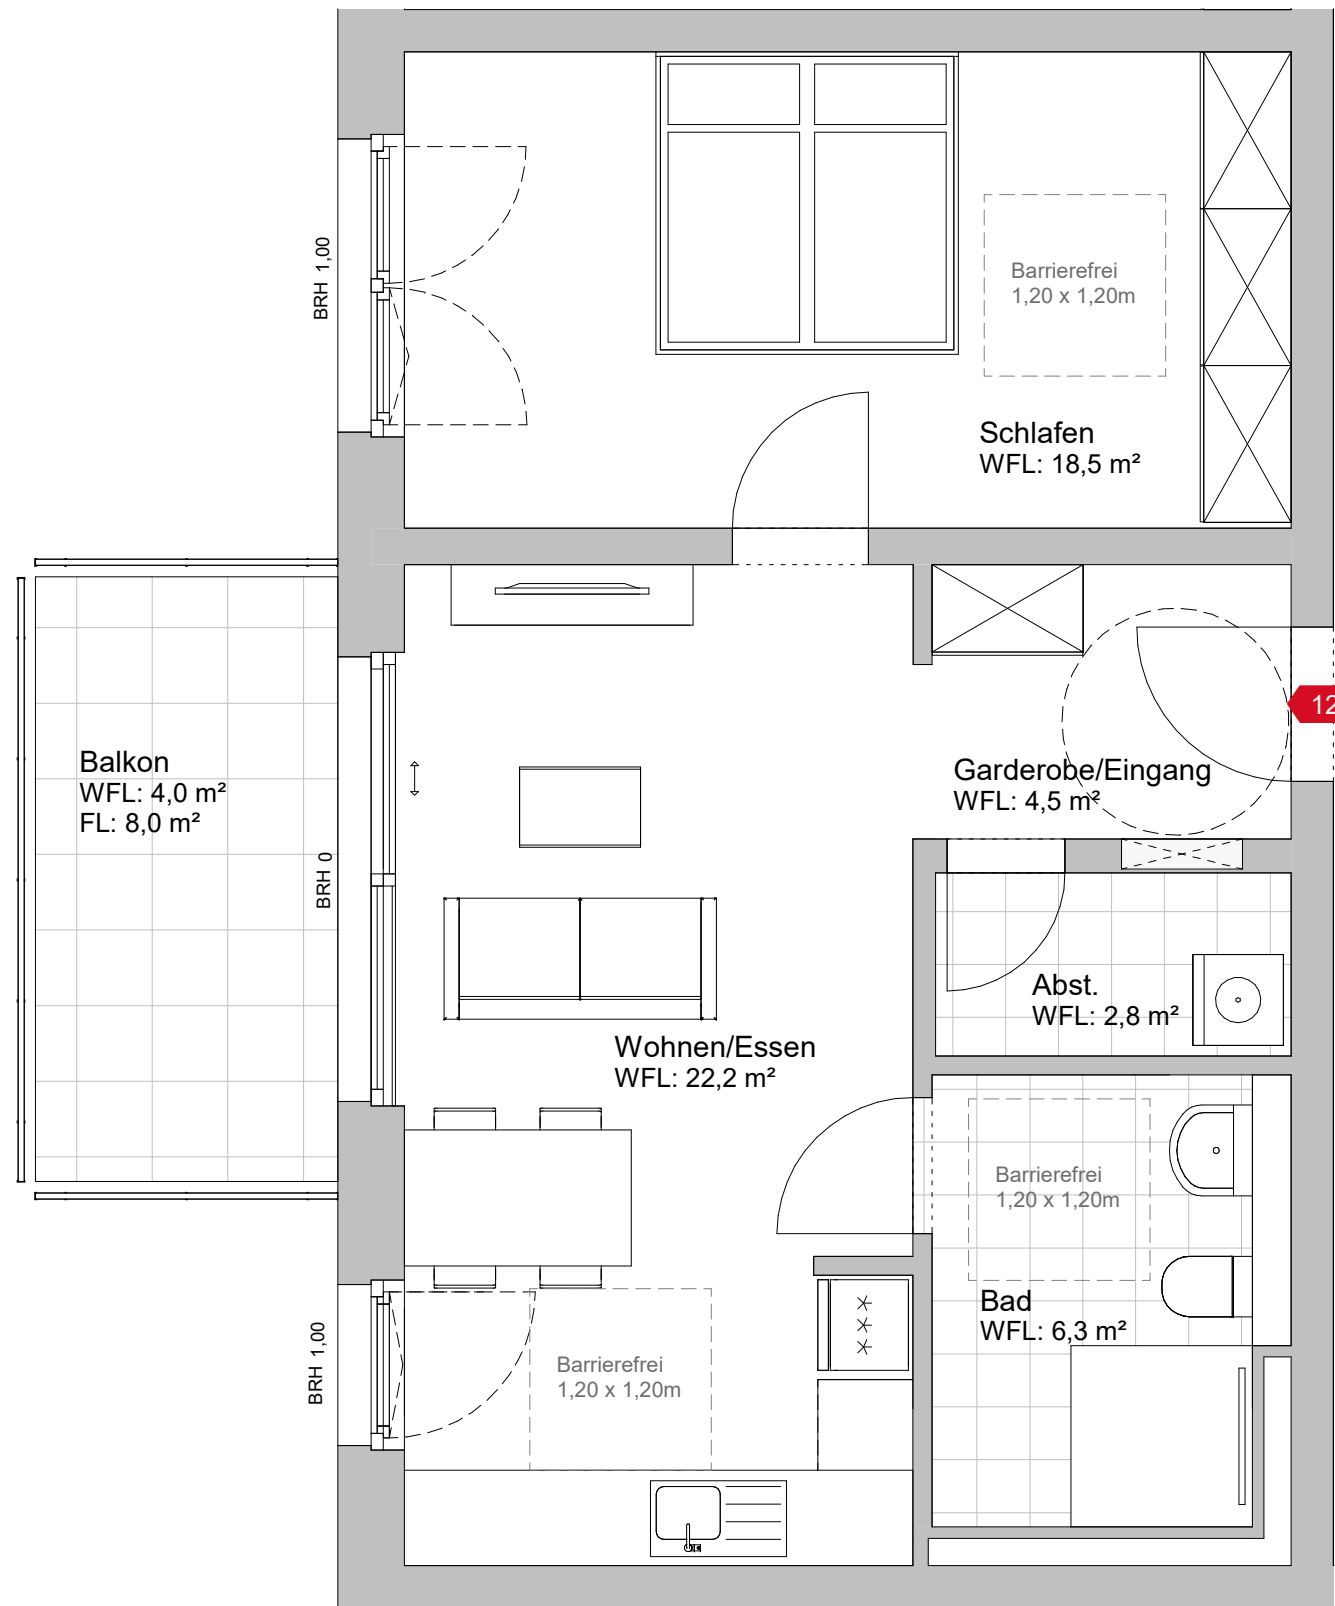 BRH 1,00
Barrierefrei
1,20 x 1,20m
Schlafen
WFL: 18,5 m²
12
Balkon
WFL: 4,0 m²
FL: 8,0 m²
Garderobe/Eingang
WFL: 4,5 m²
BRH 0
Abst.
WFL: 2,8 m²
Wohnen/Essen
WFL: 22,2 m²
Barrierefrei
1,20 x 1,20m
Bad
WFL: 6,3 m²
BRH 1,00
Barrierefrei
1,20 x 1,20m